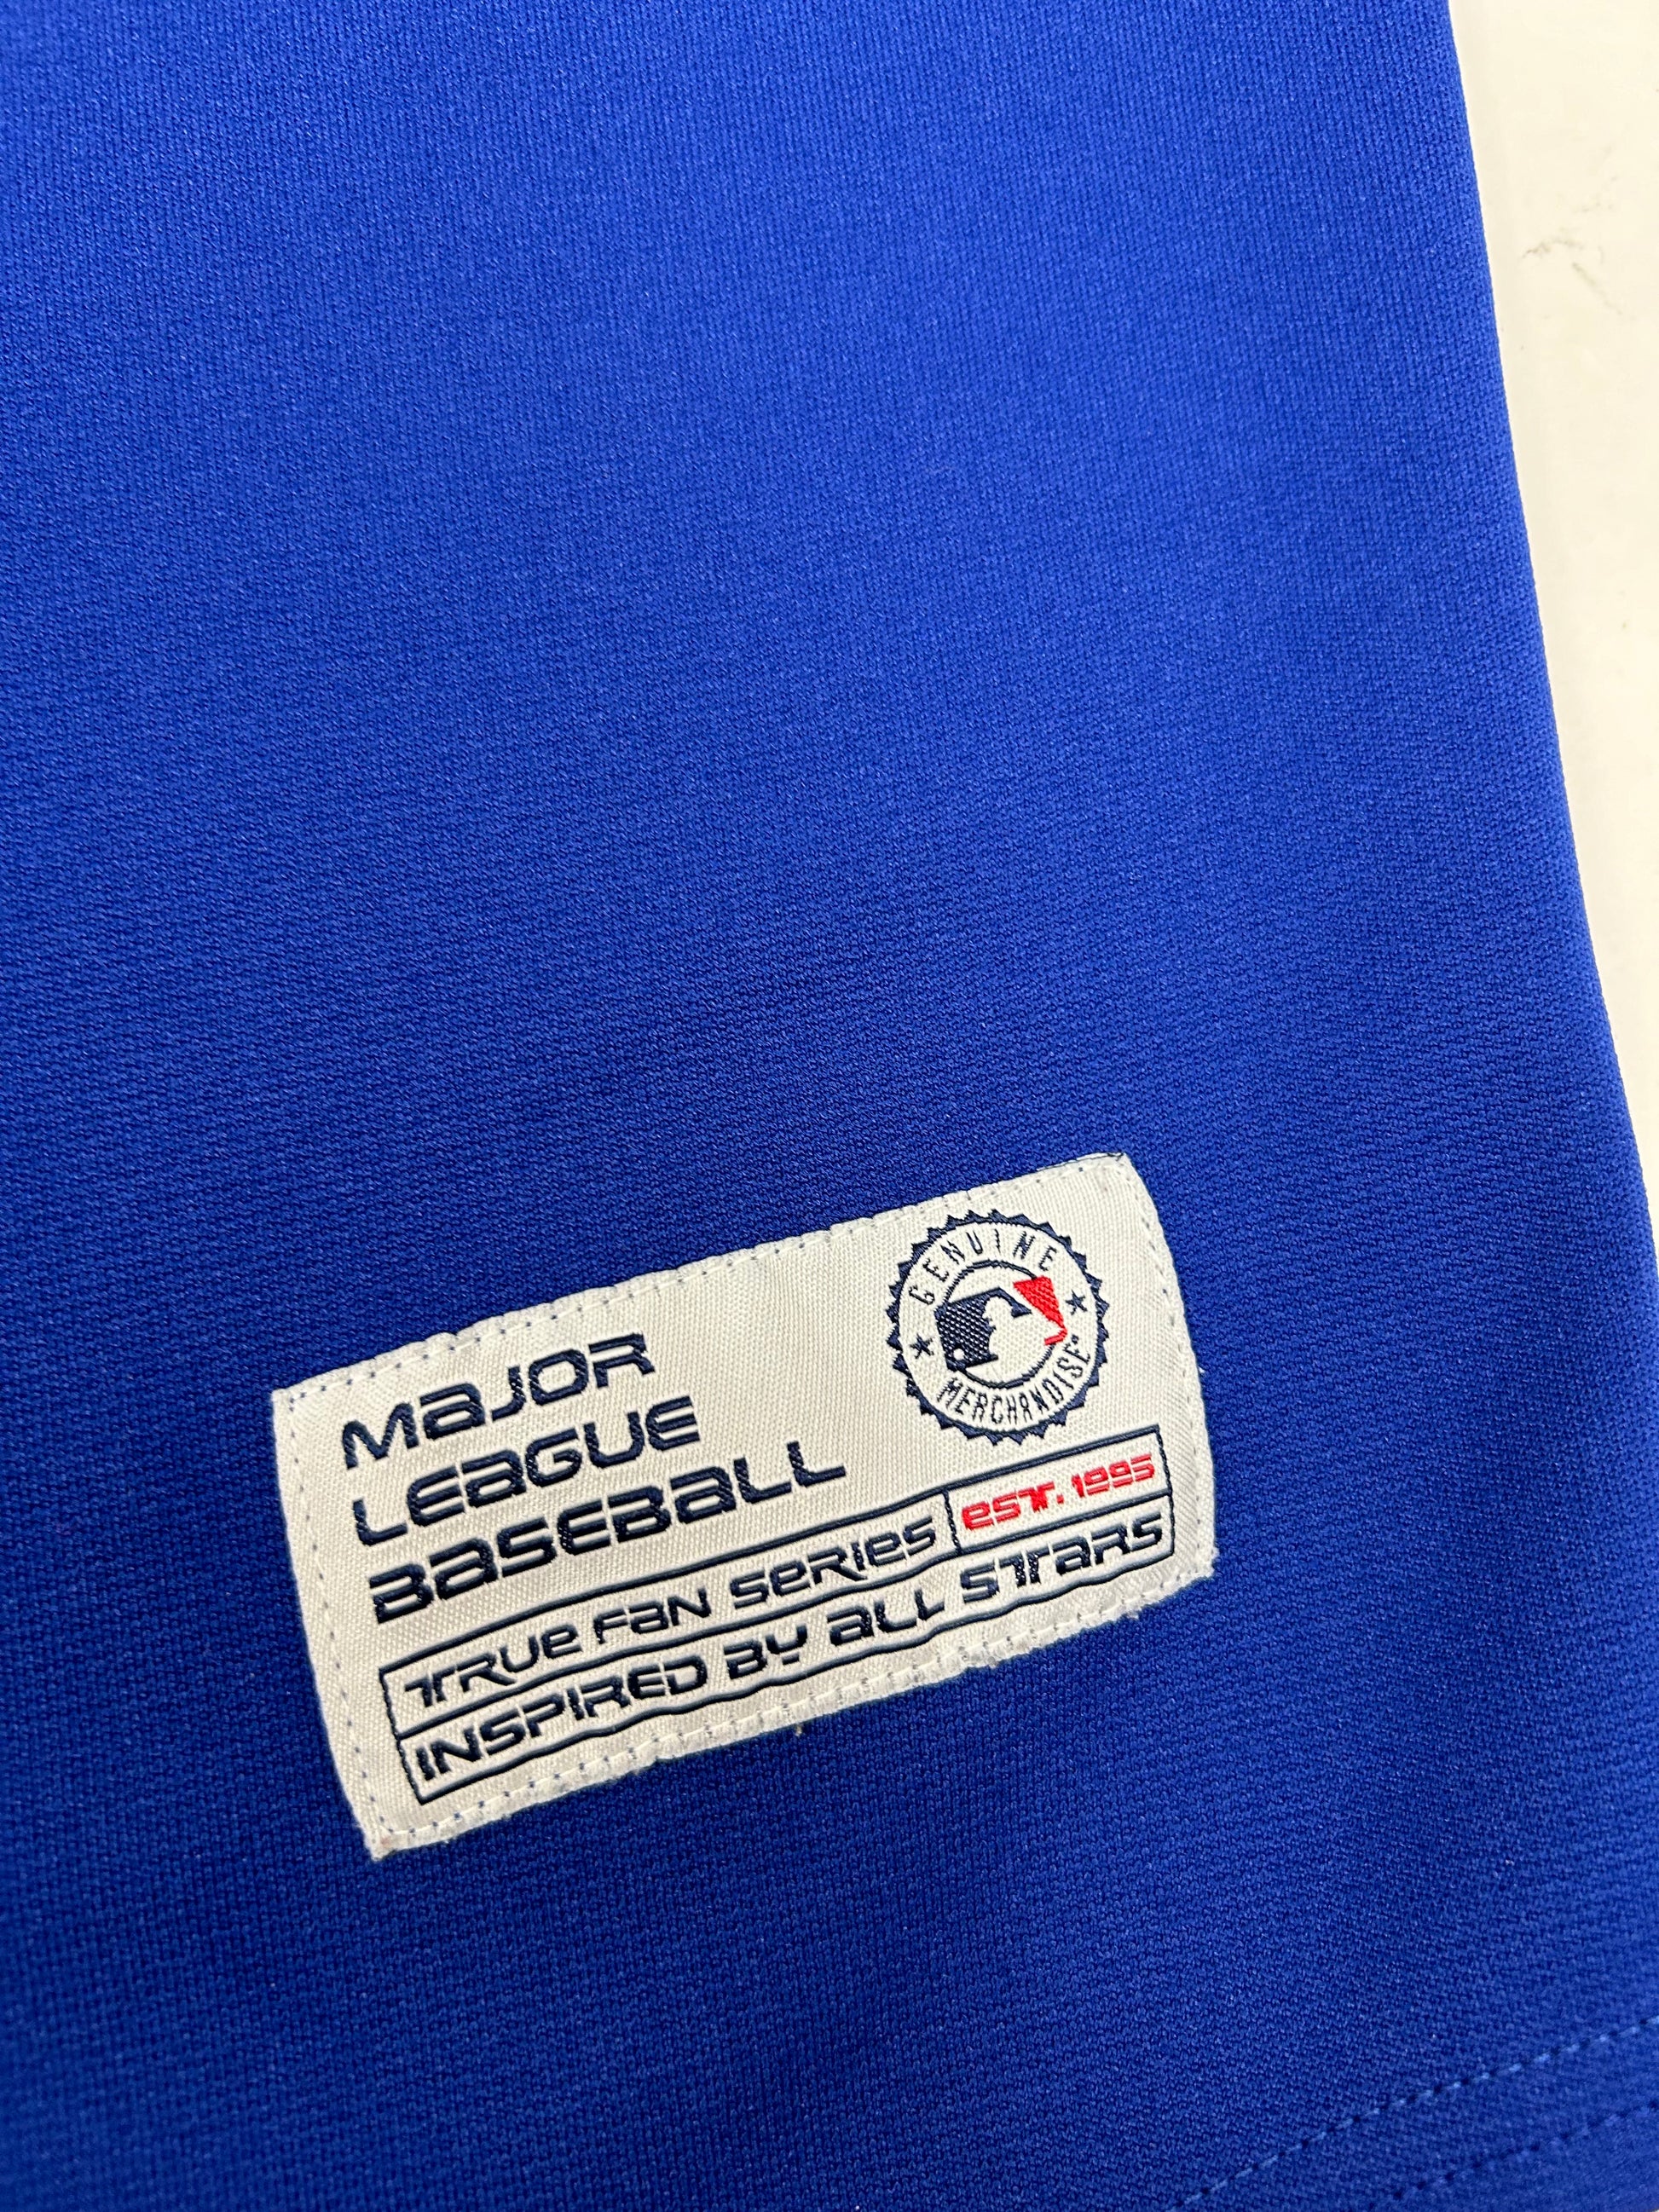 MAJOR
LEAGUE
BASEBALL
GENUINE
MERCHANDISE
TRUE FAN SERIES
EST. 1995
INSPIRED BY ALL STARS